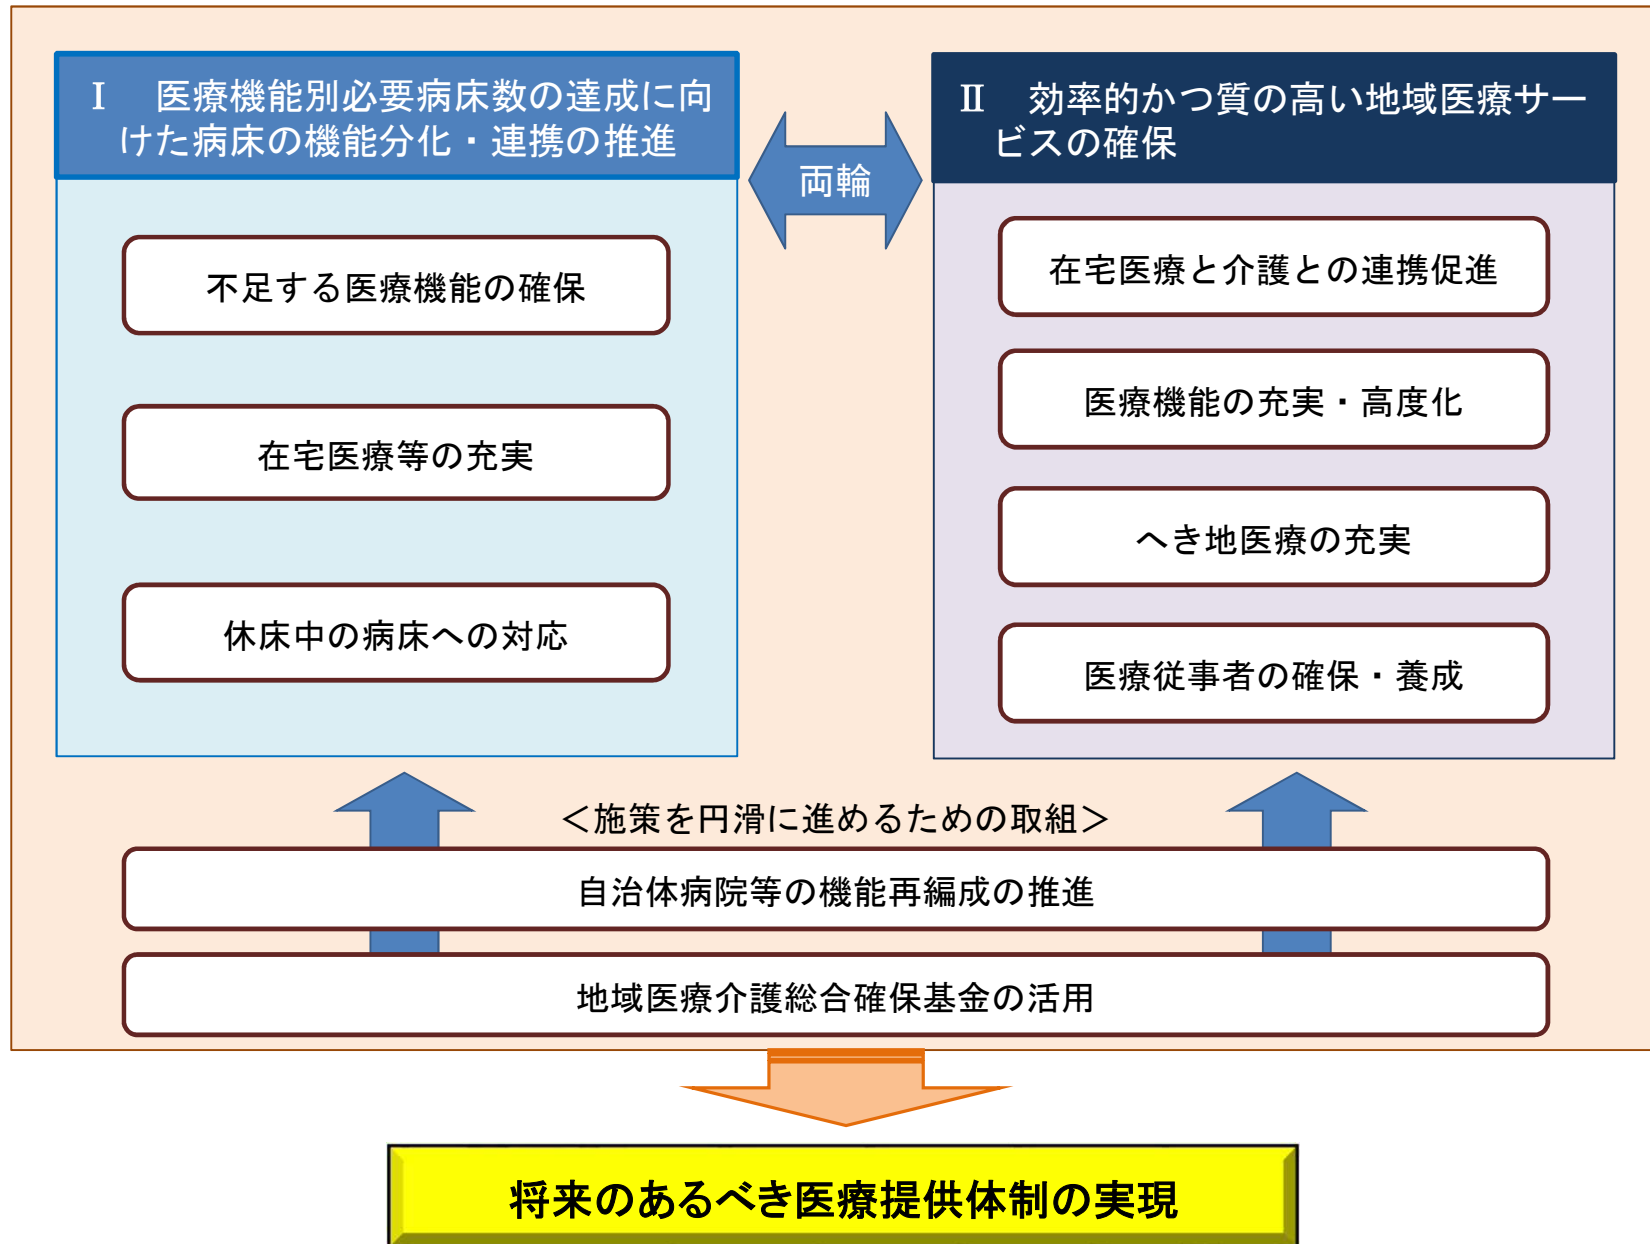 Ⅰ　医療機能別必要病床数の達成に向
けた病床の機能分化・連携の推進
不足する医療機能の確保
在宅医療等の充実
休床中の病床への対応
両輪
Ⅱ　効率的かつ質の高い地域医療サー
ビスの確保
在宅医療と介護との連携促進
医療機能の充実・高度化
へき地医療の充実
医療従事者の確保・養成
＜施策を円滑に進めるための取組＞
自治体病院等の機能再編成の推進
地域医療介護総合確保基金の活用
将来のあるべき医療提供体制の実現